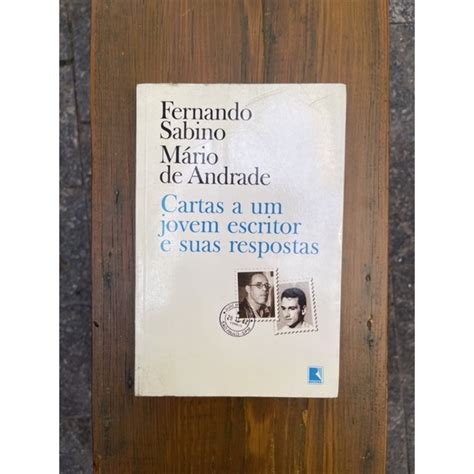 Fernando
Sabino
Mário
de Andrade
Cartas a um
jovem escritor
e suas respostas